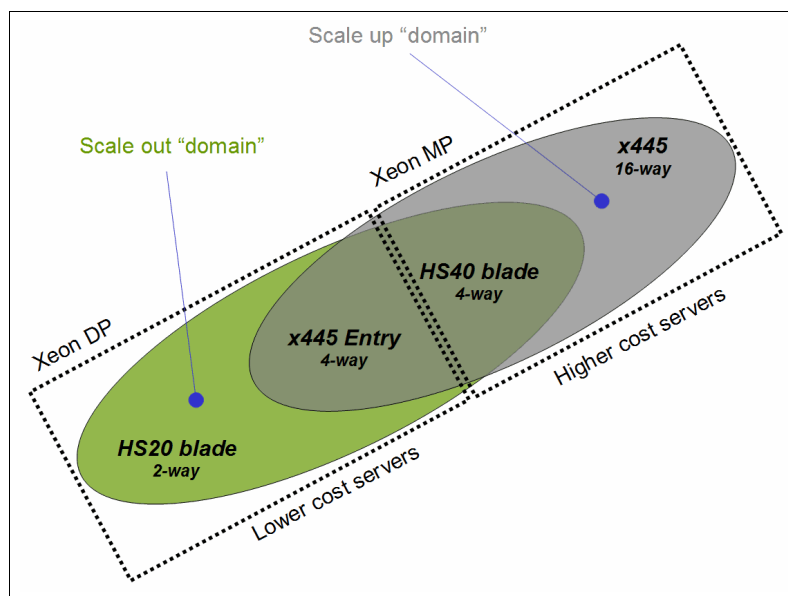 Scale up “domain”
Scale out “domain”
Xeon MP
x445
16-way
HS40 blade
4-way
Xeon DP
x445 Entry
4-way
Higher cost servers
HS20 blade
2-way
Lower cost servers